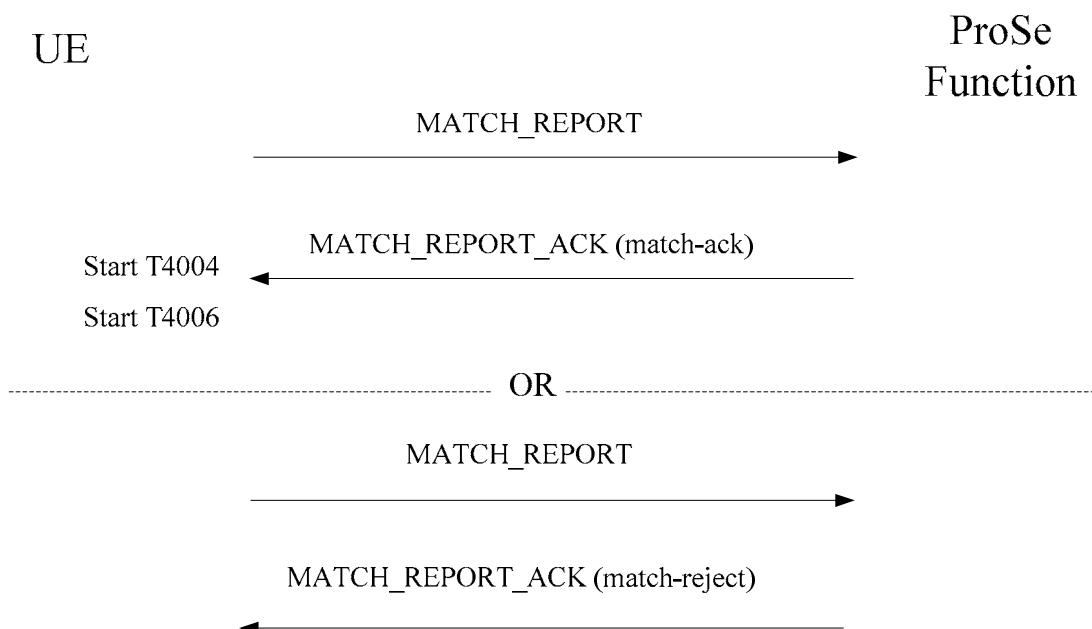 UE
ProSe
Function
MATCH_REPORT
MATCH_REPORT_ACK (match-ack)
Start T4004
Start T4006
OR
MATCH_REPORT
MATCH_REPORT_ACK (match-reject)